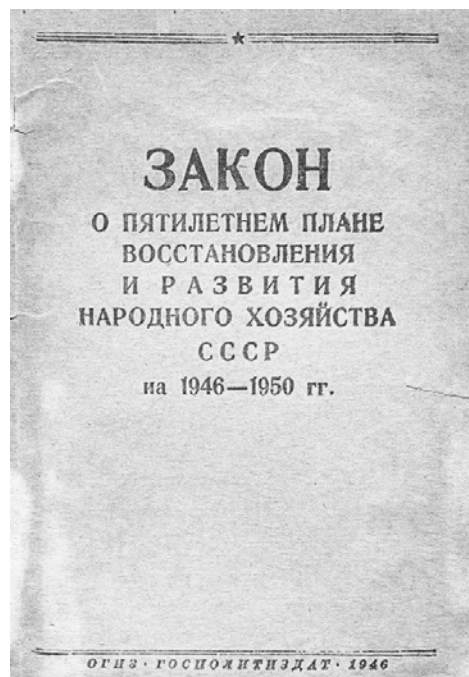 ЗАКОН
О ПЯТИЛЕТНЕМ ПЛАНЕ
ВОССТАНОВЛЕНИЯ
И РАЗВИТИЯ
НАРОДНОГО ХОЗЯЙСТВА
СССР
на 1946—1950 гг.
ОГИЗ · ГОСПОЛИТИЗДАТ · 1946